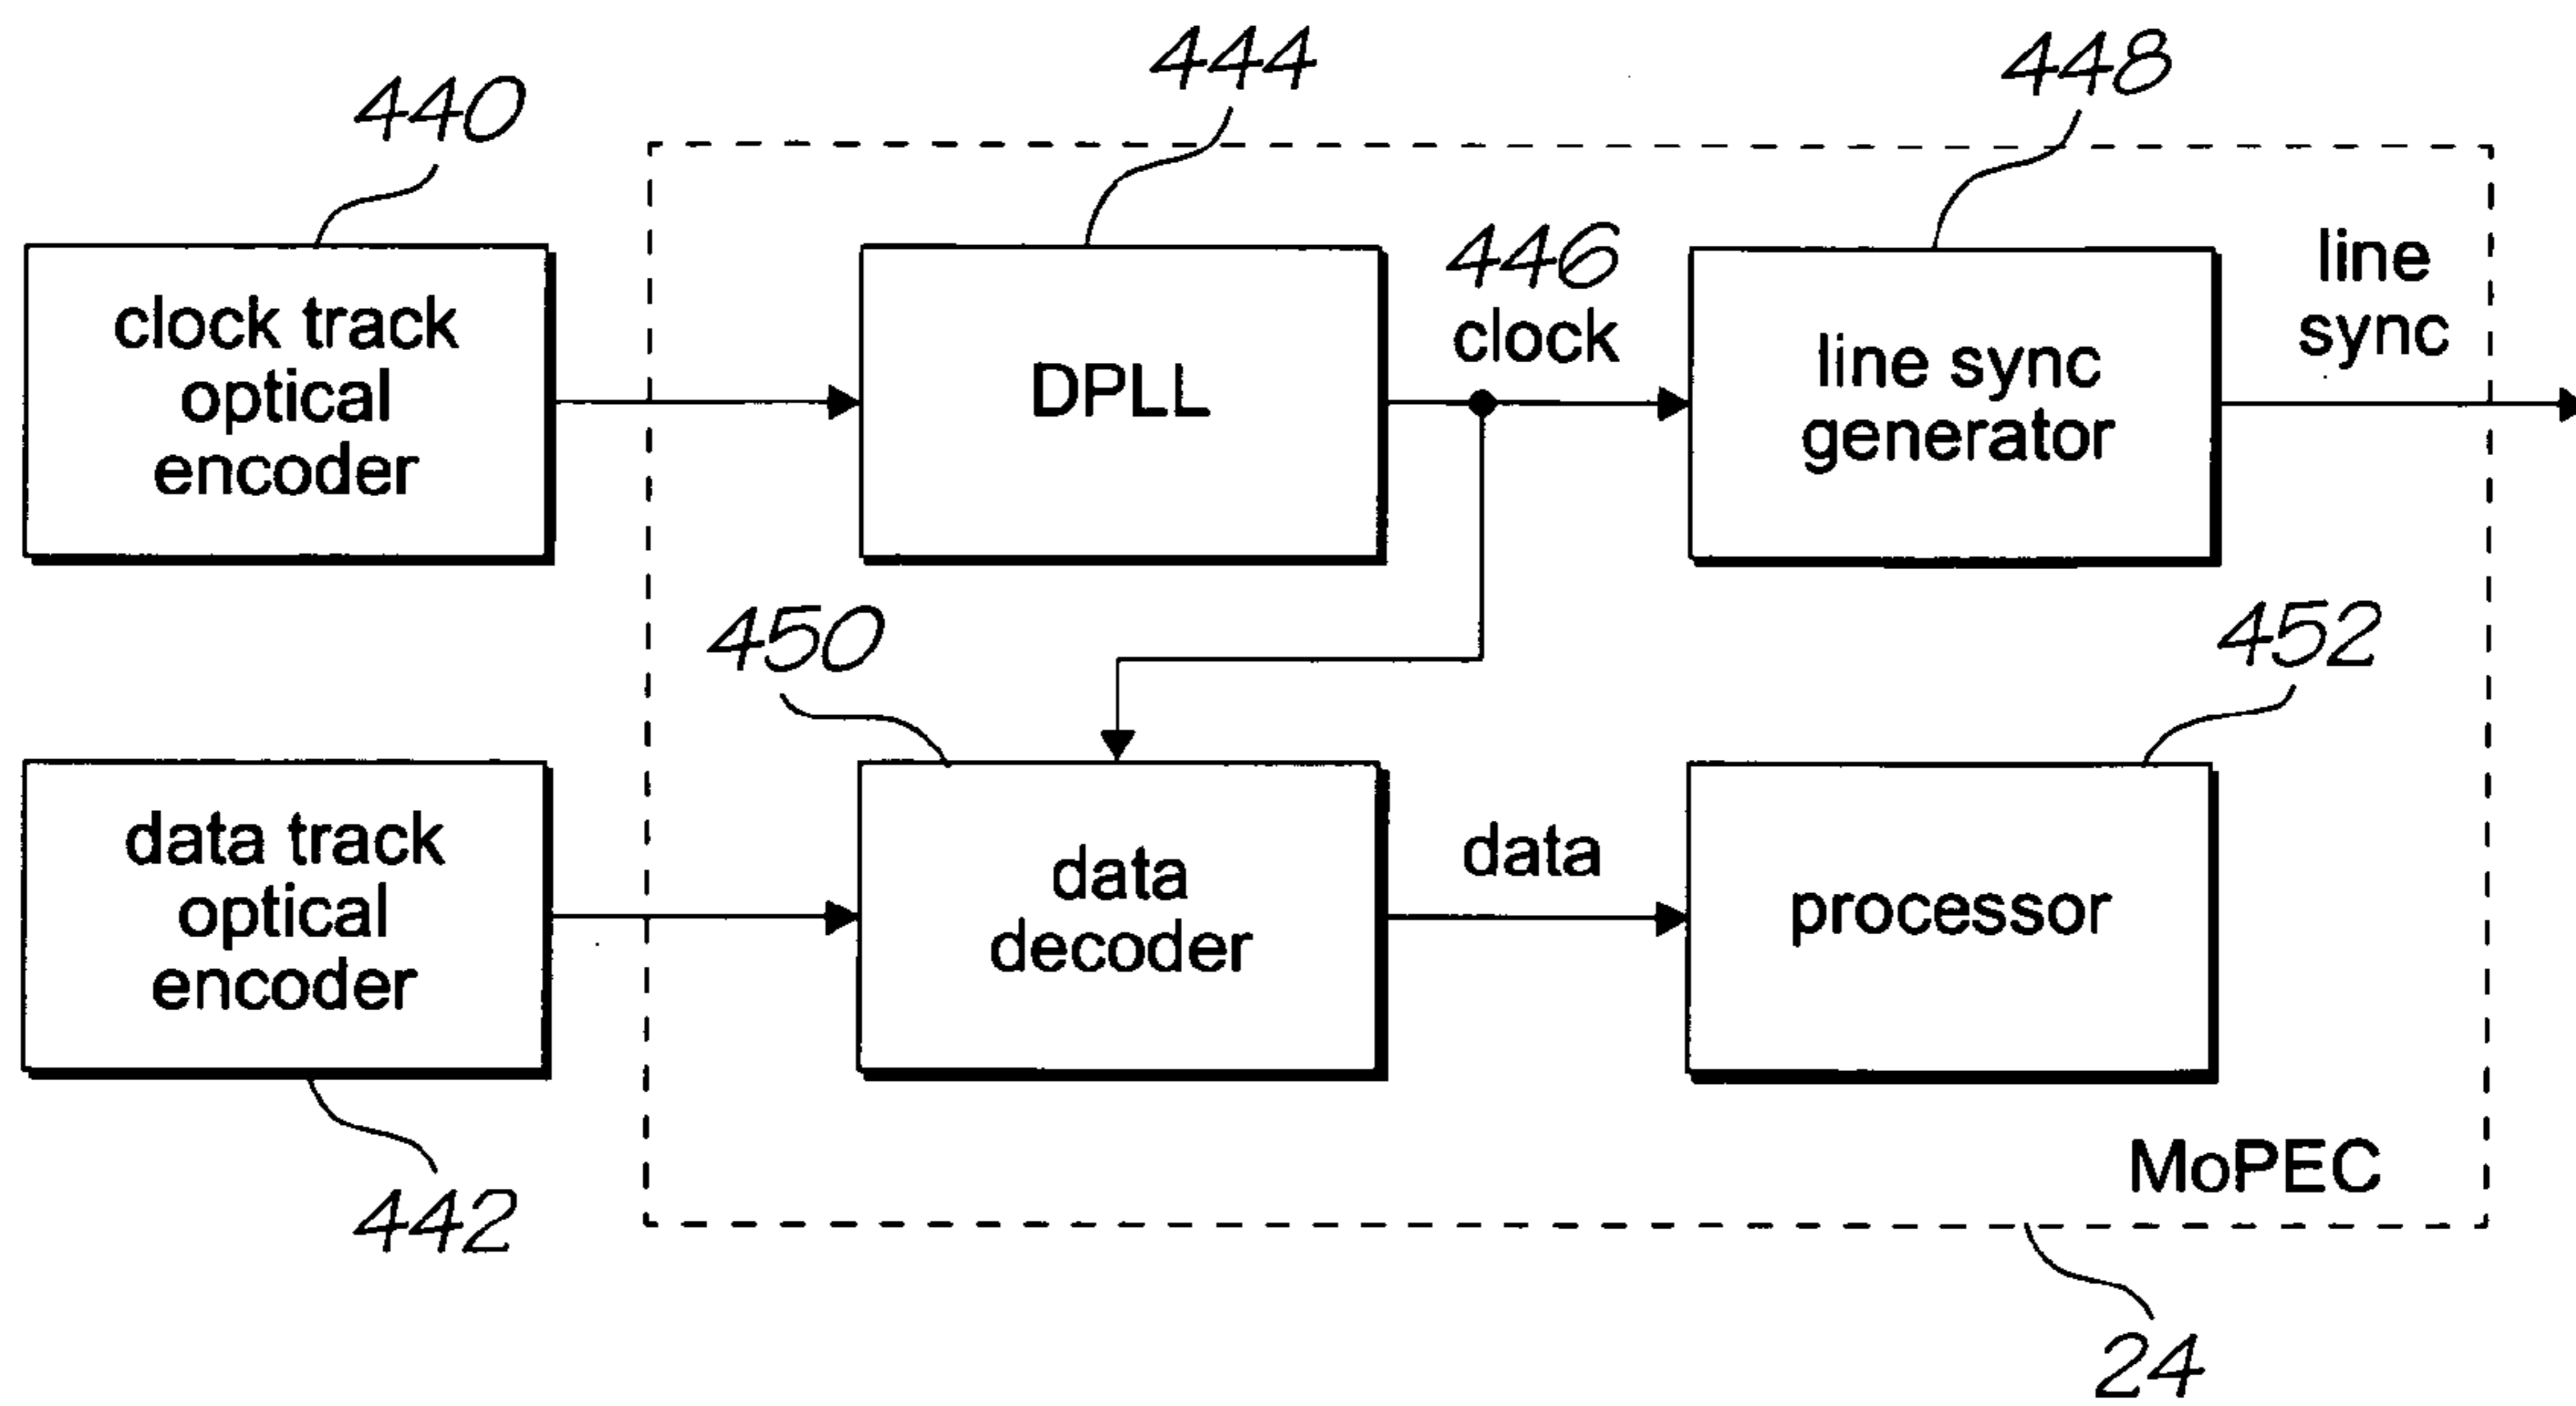 440
444
448
clock track
optical
encoder
DPLL
446
clock
line sync
generator
line
sync
450
452
data track
optical
encoder
data
decoder
data
processor
MoPEC
442
24